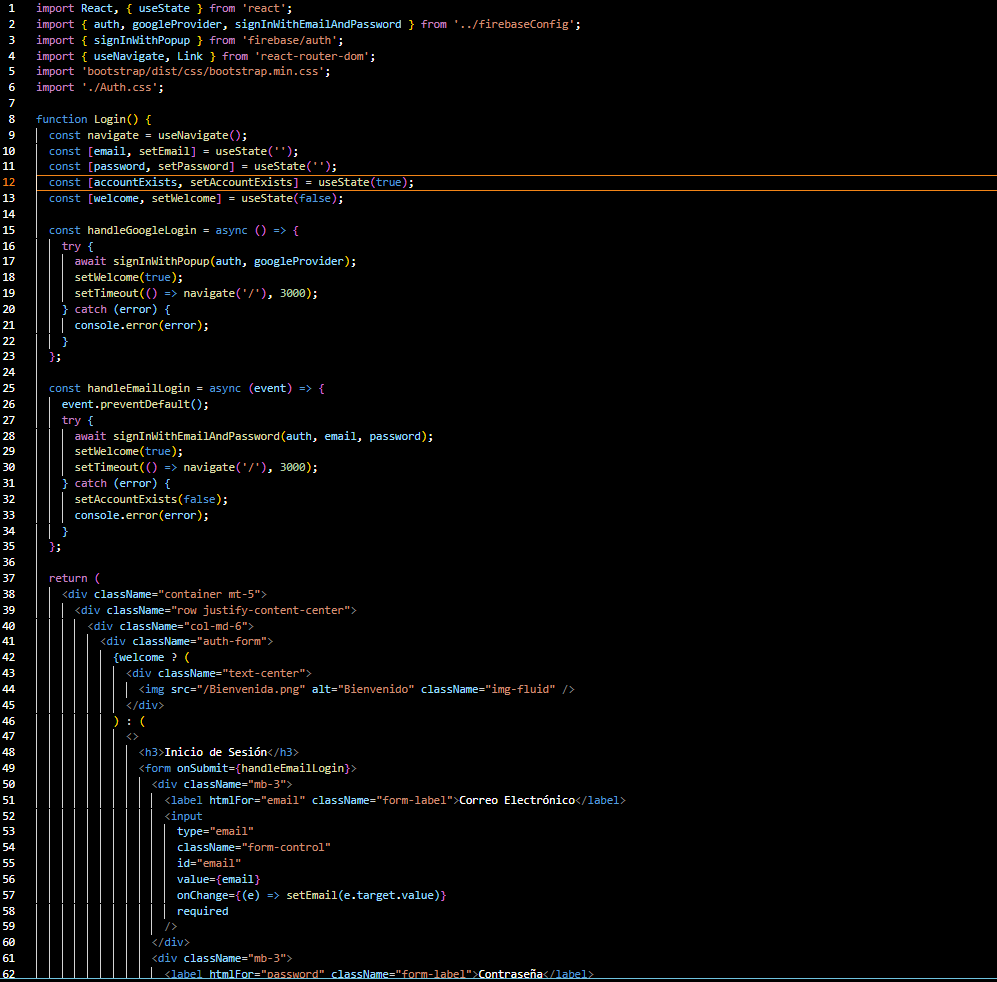 1 import React, { useState } from 'react';
2 import { auth, googleProvider, signInWithEmailAndPassword } from '../firebaseConfig';
3 import { signInWithPopup } from 'firebase/auth';
4 import { useNavigate, Link } from 'react-router-dom';
5 import 'bootstrap/dist/css/bootstrap.min.css';
6 import './Auth.css';
7
8 function Login() {
9   const navigate = useNavigate();
10   const [email, setEmail] = useState('');
11   const [password, setPassword] = useState('');
12   const [accountExists, setAccountExists] = useState(true);
13   const [welcome, setWelcome] = useState(false);
14
15   const handleGoogleLogin = async () => {
16     try {
17       await signInWithPopup(auth, googleProvider);
18       setWelcome(true);
19       setTimeout(() => navigate('/'), 3000);
20     } catch (error) {
21       console.error(error);
22     }
23   };
24
25   const handleEmailLogin = async (event) => {
26     event.preventDefault();
27     try {
28       await signInWithEmailAndPassword(auth, email, password);
29       setWelcome(true);
30       setTimeout(() => navigate('/'), 3000);
31     } catch (error) {
32       setAccountExists(false);
33       console.error(error);
34     }
35   };
36
37   return (
38     <div className="container mt-5">
39       <div className="row justify-content-center">
40         <div className="col-md-6">
41           <div className="auth-form">
42             {welcome ? (
43               <div className="text-center">
44                 <img src="/Bienvenida.png" alt="Bienvenido" className="img-fluid" />
45               </div>
46             ) : (
47               <>
48                 <h3>Inicio de Sesión</h3>
49                 <form onSubmit={handleEmailLogin}>
50                   <div className="mb-3">
51                     <label htmlFor="email" className="form-label">Correo Electrónico</label>
52                     <input
53                       type="email"
54                       className="form-control"
55                       id="email"
56                       value={email}
57                       onChange={(e) => setEmail(e.target.value)}
58                       required
59                     />
60                   </div>
61                   <div className="mb-3">
62                     <label htmlFor="password" className="form-label">Contraseña</label>